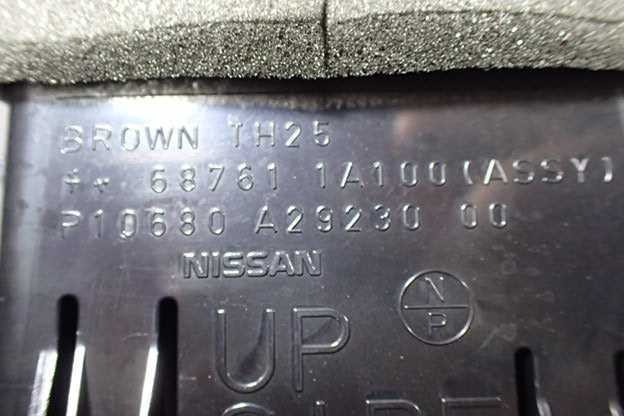 BROWN TH25
68761 1A100(ASSY)
P10680 A29230 00
NISSAN
N
P
UP